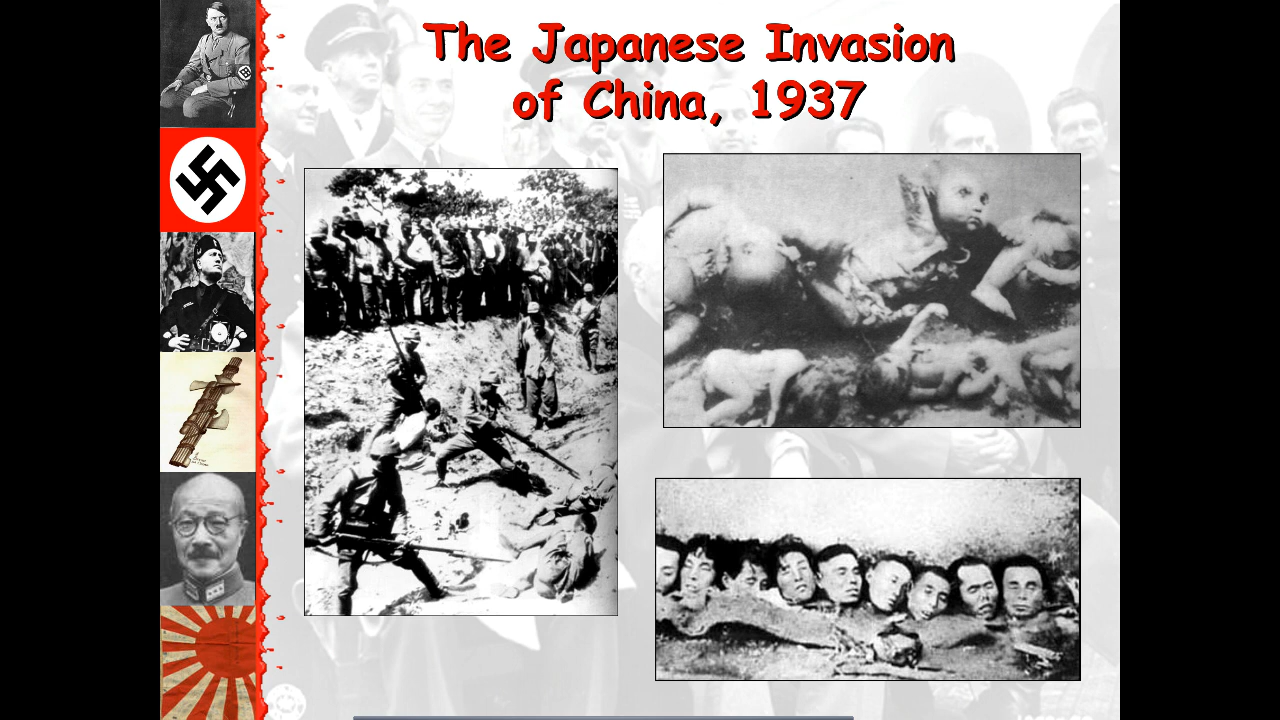 The Japanese Invasion
of China, 1937